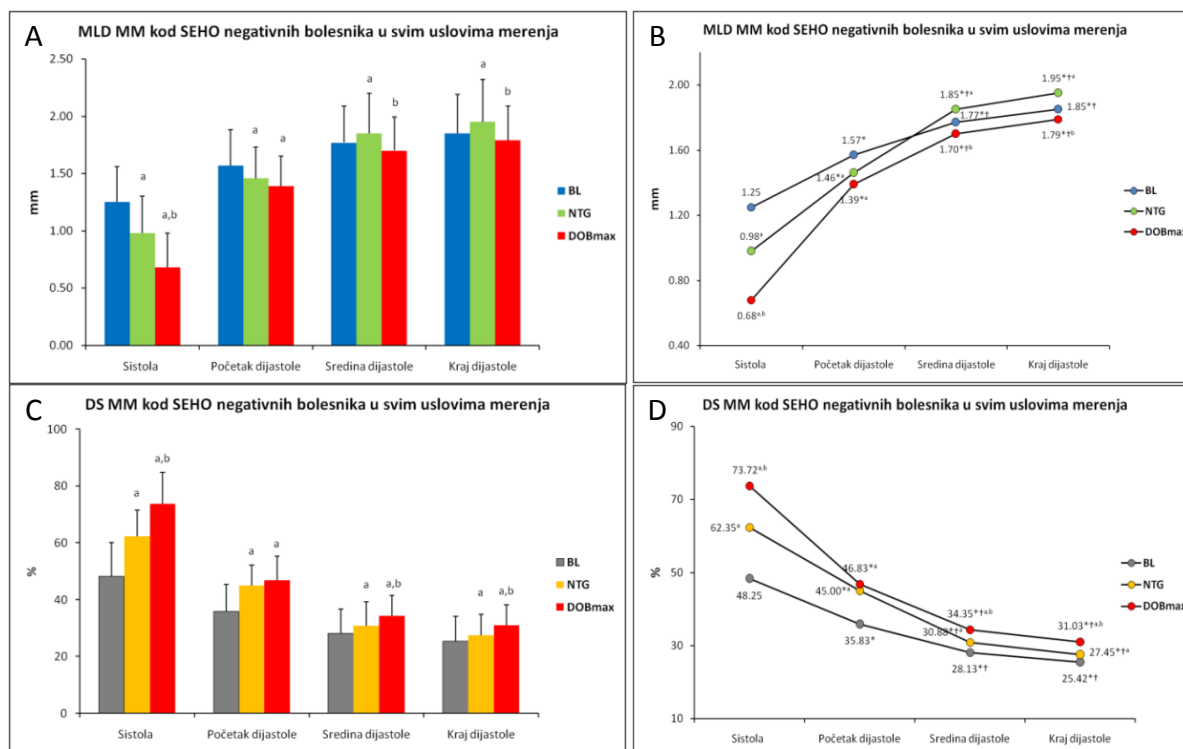 A
MLD MM kod SEHO negativnih bolesnika u svim uslovima merenja
2.50
2.00
1.50
1.00
0.50
0.00
mm
a
a,b
a
a
a
b
a
b
Sistola
Početak dijastole
Sredina dijastole
Kraj dijastole
BL
NTG
DOBmax
B
MLD MM kod SEHO negativnih bolesnika u svim uslovima merenja
2.00
1.60
1.20
0.80
0.40
mm
1.25
0.98ᵃ
0.68ᵃ,ᵇ
1.57*
1.46*ᵃ
1.39*ᵃ
1.85*†ᵃ
1.77*†
1.70*†ᵇ
1.95*†ᵃ
1.85*†
1.79*†ᵇ
Sistola
Početak dijastole
Sredina dijastole
Kraj dijastole
BL
NTG
DOBmax
C
DS MM kod SEHO negativnih bolesnika u svim uslovima merenja
100
80
60
40
20
0
%
a
a,b
a
a
a
a,b
a
a,b
Sistola
Početak dijastole
Sredina dijastole
Kraj dijastole
BL
NTG
DOBmax
D
DS MM kod SEHO negativnih bolesnika u svim uslovima merenja
90
70
50
30
10
%
73.72ᵃ,ᵇ
62.35ᵃ
48.25
46.83*ᵃ
45.00*ᵃ
35.83*
34.35*†ᵃ,ᵇ
30.88*†ᵃ
28.13*†
31.03*†ᵃ,ᵇ
27.45*†ᵃ
25.42*†
Sistola
Početak dijastole
Sredina dijastole
Kraj dijastole
BL
NTG
DOBmax